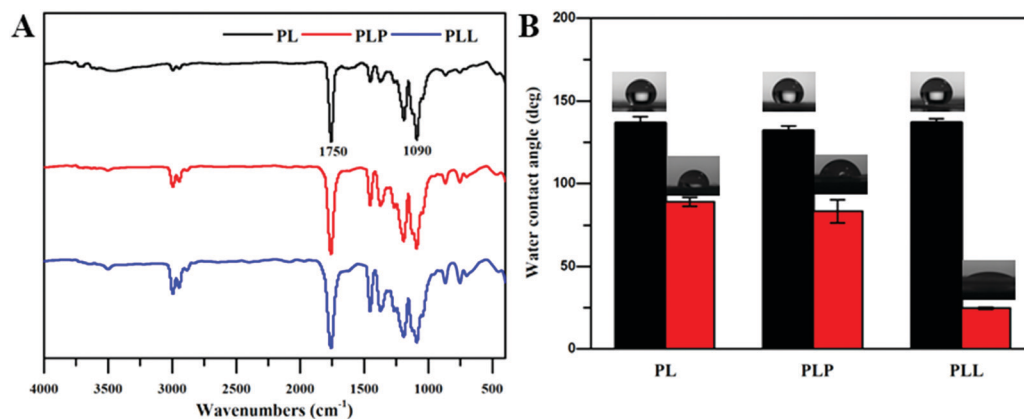 A
PL PLP PLL
1750
1090
4000 3500 3000 2500 2000 1500 1000 500
Wavenumbers (cm⁻¹)
B
Water contact angle (deg)
200
150
100
50
0
PL PLP PLL